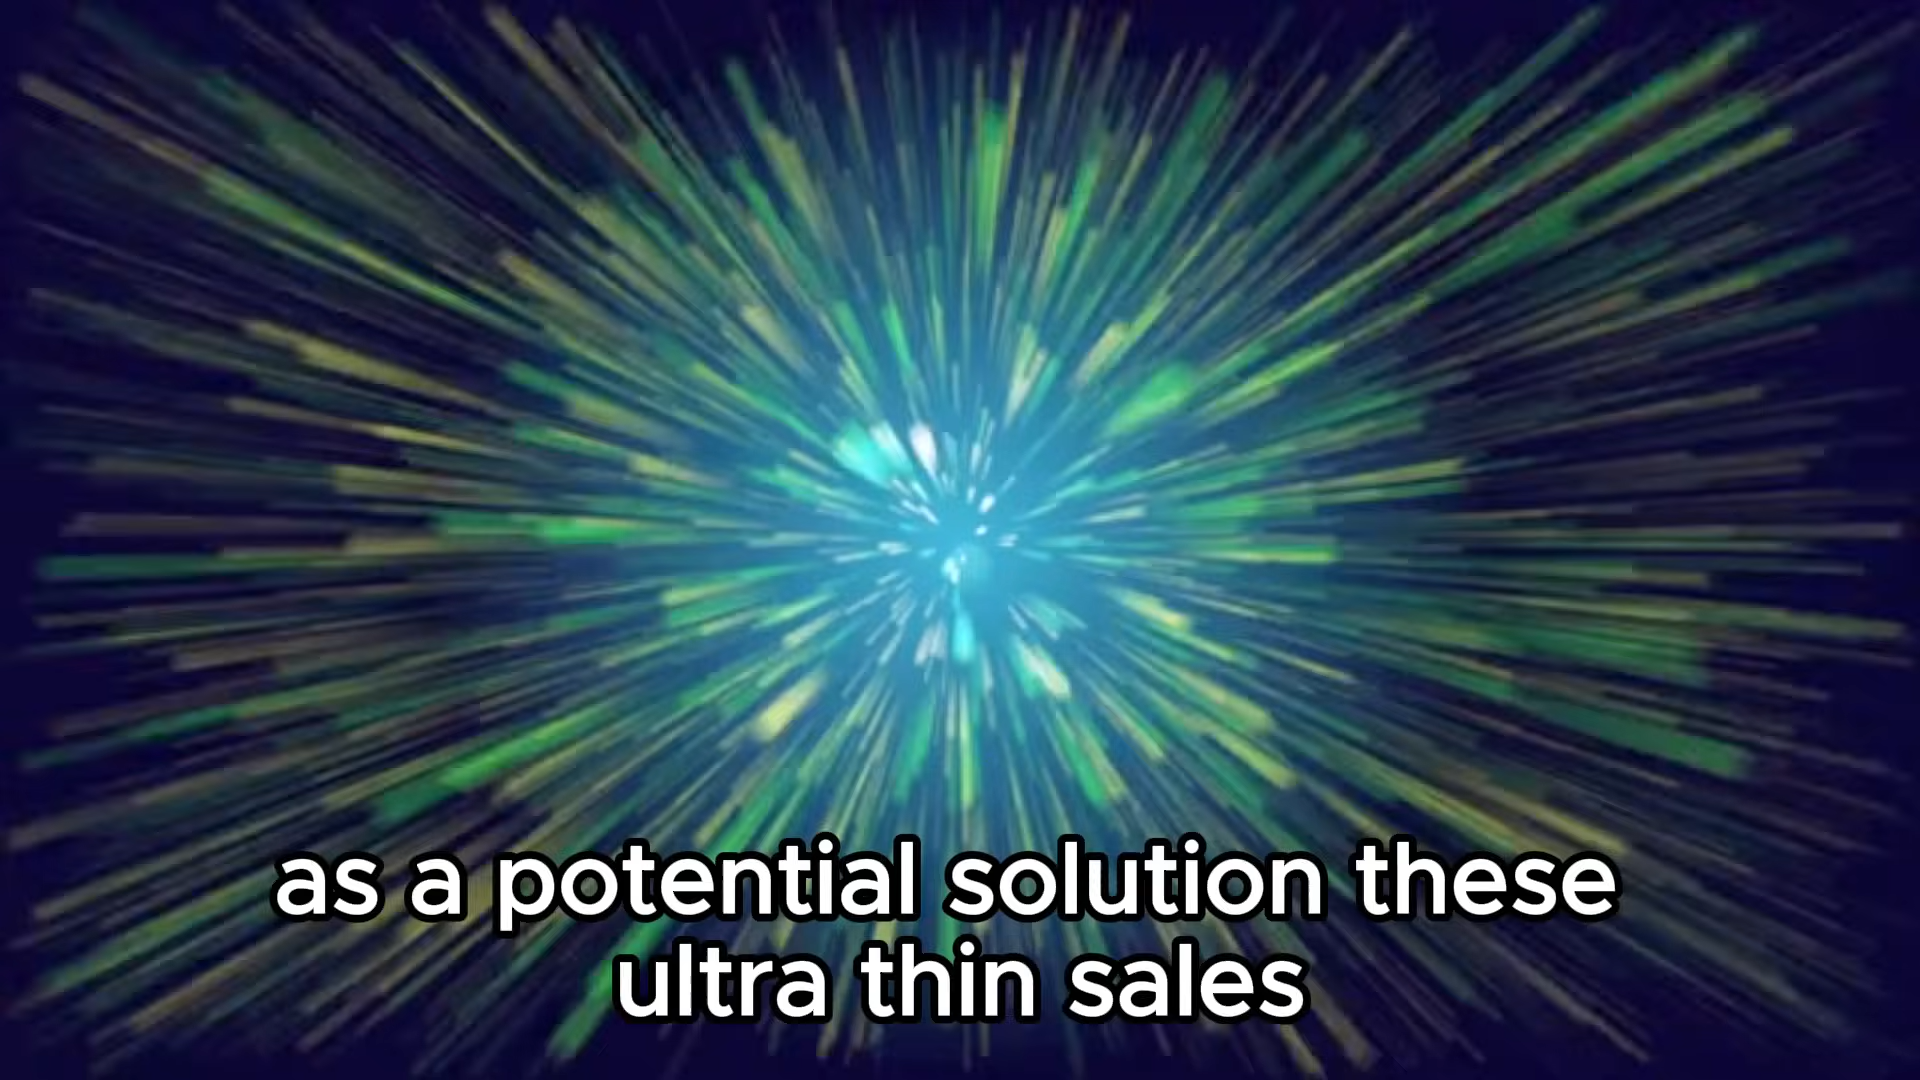 as a potential solution these
ultra thin sales